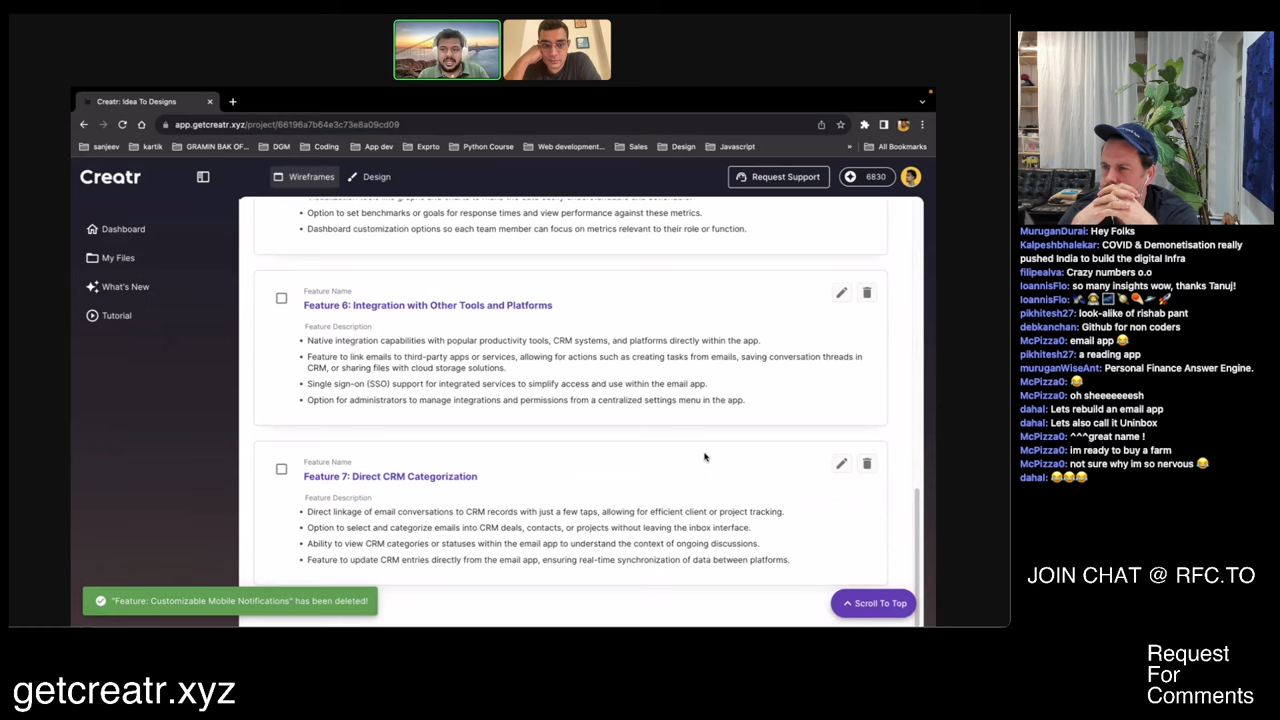 Creatr: Idea To Designs
app.getcreatr.xyz/project/66196a7b64e3c73e8a09cd09
sanjeev
kartik
GRAMIN BAK OF...
DGM
Coding
App dev
Exprto
Python Course
Web development...
Sales
Design
Javascript
»
All Bookmarks
Creatr
Wireframes
Design
Request Support
6830
Dashboard
My Files
What's New
Tutorial
• Option to set benchmarks or goals for response times and view performance against these metrics.
• Dashboard customization options so each team member can focus on metrics relevant to their role or function.
Feature Name
Feature 6: Integration with Other Tools and Platforms
Feature Description
• Native integration capabilities with popular productivity tools, CRM systems, and platforms directly within the app.
• Feature to link emails to third-party apps or services, allowing for actions such as creating tasks from emails, saving conversation threads in
CRM, or sharing files with cloud storage solutions.
• Single sign-on (SSO) support for integrated services to simplify access and use within the email app.
• Option for administrators to manage integrations and permissions from a centralized settings menu in the app.
Feature Name
Feature 7: Direct CRM Categorization
Feature Description
• Direct linkage of email conversations to CRM records with just a few taps, allowing for efficient client or project tracking.
• Option to select and categorize emails into CRM deals, contacts, or projects without leaving the inbox interface.
• Ability to view CRM categories or statuses within the email app to understand the context of ongoing discussions.
• Feature to update CRM entries directly from the email app, ensuring real-time synchronization of data between platforms.
"Feature: Customizable Mobile Notifications" has been deleted!
Scroll To Top
MuruganDurai: Hey Folks
Kalpeshbhalekar: COVID & Demonetisation really
pushed India to build the digital Infra
filipealva: Crazy numbers o.o
IoannisFlo: so many insights wow, thanks Tanuj!
IoannisFlo:
pikhitesh27: look-alike of rishab pant
debkanchan: Github for non coders
McPizza0: email app 😂
pikhitesh27: a reading app
muruganWiseAnt: Personal Finance Answer Engine.
McPizza0: 😂
McPizza0: oh sheeeeeeesh
dahal: Lets rebuild an email app
dahal: Lets also call it Uninbox
McPizza0: ^^^great name !
McPizza0: im ready to buy a farm
McPizza0: not sure why im so nervous 😂
dahal: 😂😂😂
JOIN CHAT @ RFC.TO
Request
For
Comments
getcreatr.xyz